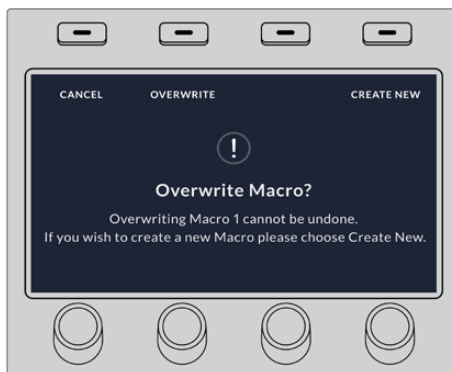 CANCEL OVERWRITE CREATE NEW
Overwrite Macro?
Overwriting Macro 1 cannot be undone.
If you wish to create a new Macro please choose Create New.